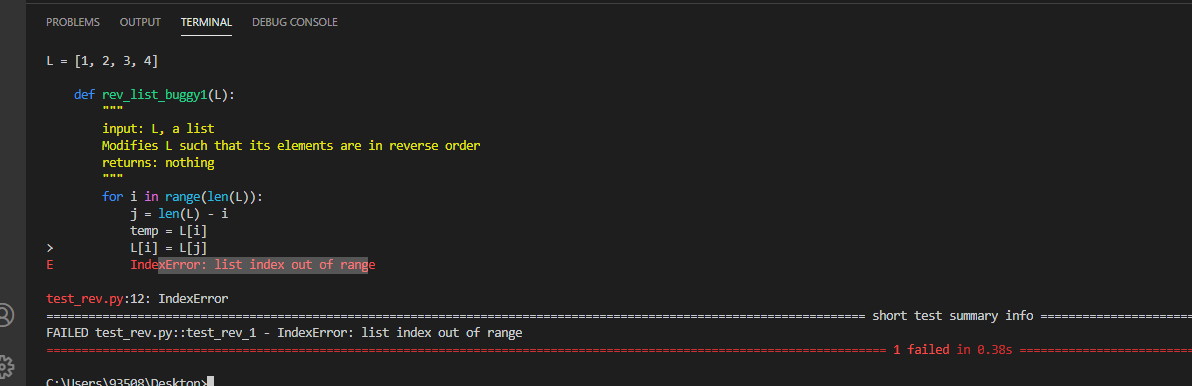 PROBLEMS OUTPUT TERMINAL DEBUG CONSOLE
L = [1, 2, 3, 4]
def rev_list_buggy1(L):
"""
input: L, a list
Modifies L such that its elements are in reverse order
returns: nothing
"""
for i in range(len(L)):
j = len(L) - i
temp = L[i]
> L[i] = L[j]
E IndexError: list index out of range
test_rev.py:12: IndexError
======================================================================================================================= short test summary info =======================
FAILED test_rev.py::test_rev_1 - IndexError: list index out of range
========================================================================================================================== 1 failed in 0.38s ==========================
C:\Users\93508\Desktop>